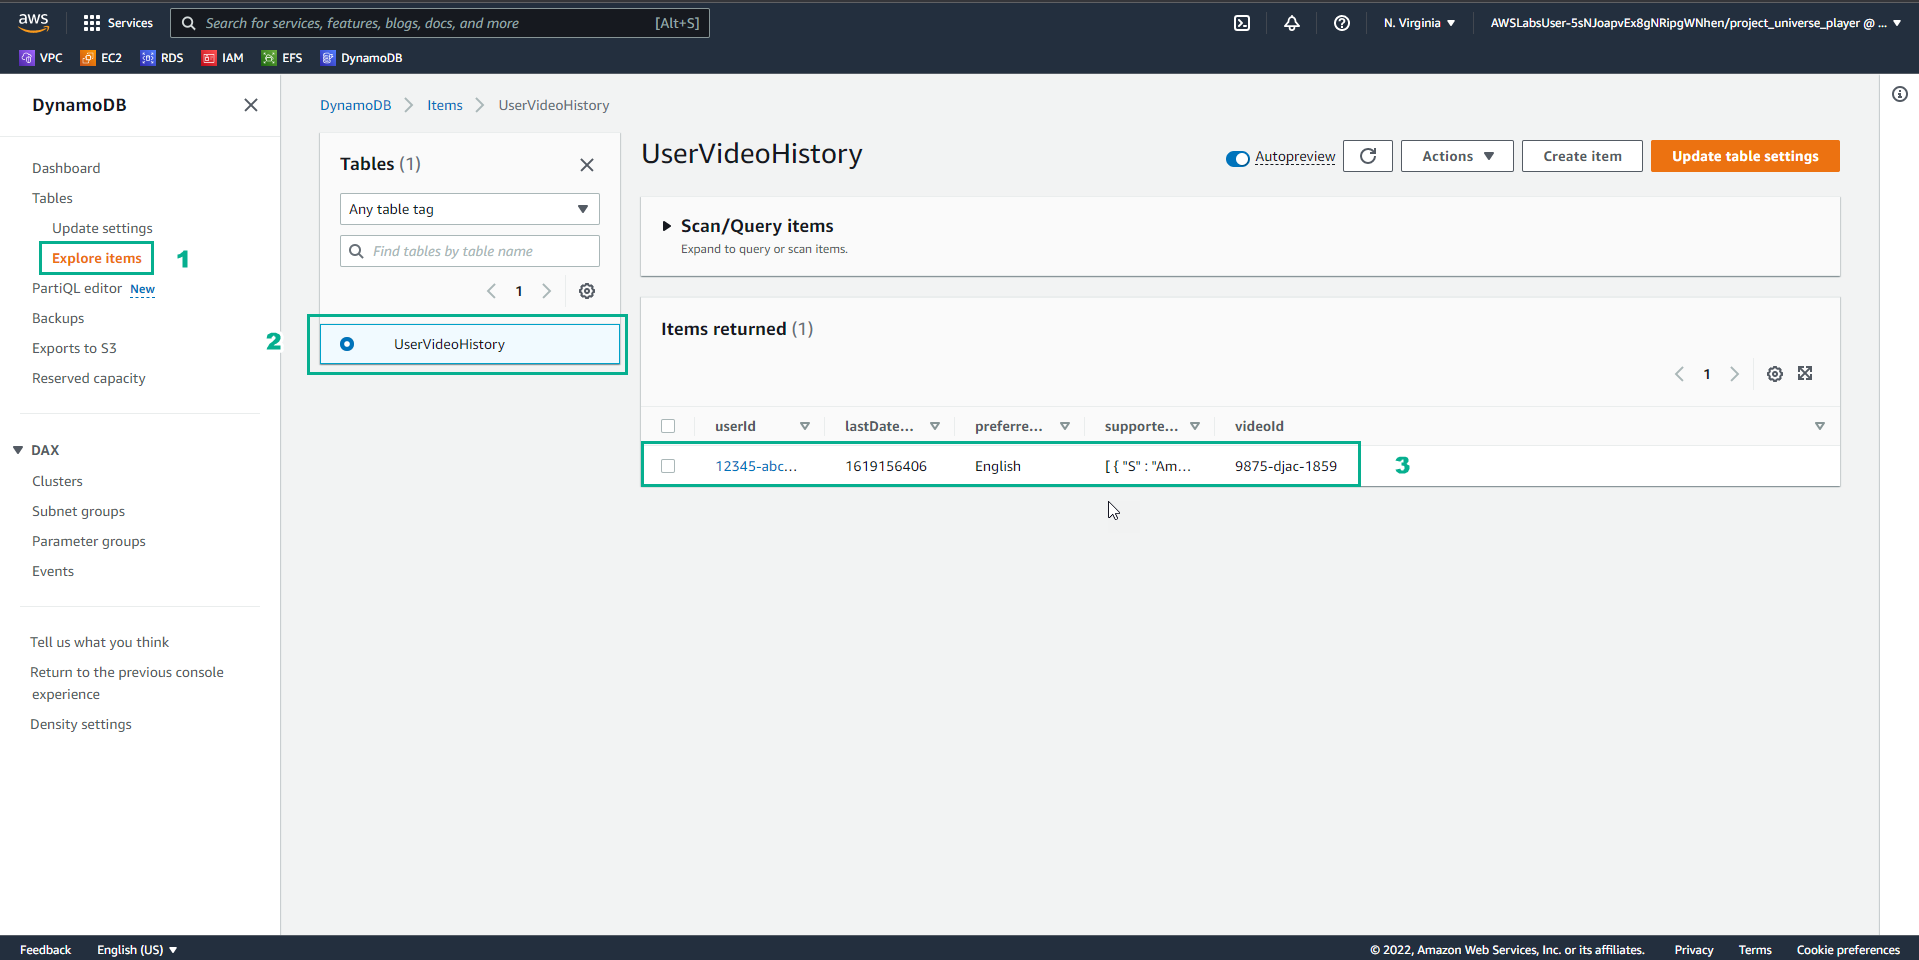 aws
Services
Search for services, features, blogs, docs, and more
[Alt+S]
N. Virginia
AWSLabsUser-5sNJoapvEx8gNRipgWNhen/project_universe_player @ ...
VPC
EC2
RDS
IAM
EFS
DynamoDB
DynamoDB
Dashboard
Tables
Update settings
Explore items
1
PartiQL editor New
Backups
Exports to S3
Reserved capacity
DAX
Clusters
Subnet groups
Parameter groups
Events
Tell us what you think
Return to the previous console
experience
Density settings
DynamoDB
Items
UserVideoHistory
Tables (1)
Any table tag
Find tables by table name
1
2
UserVideoHistory
UserVideoHistory
Autopreview
Actions
Create item
Update table settings
Scan/Query items
Expand to query or scan items.
Items returned (1)
1
userId
lastDate...
preferre...
supporte...
videoId
12345-abc...
1619156406
English
[ { "S" : "Am...
9875-djac-1859
3
Feedback
English (US)
© 2022, Amazon Web Services, Inc. or its affiliates.
Privacy
Terms
Cookie preferences